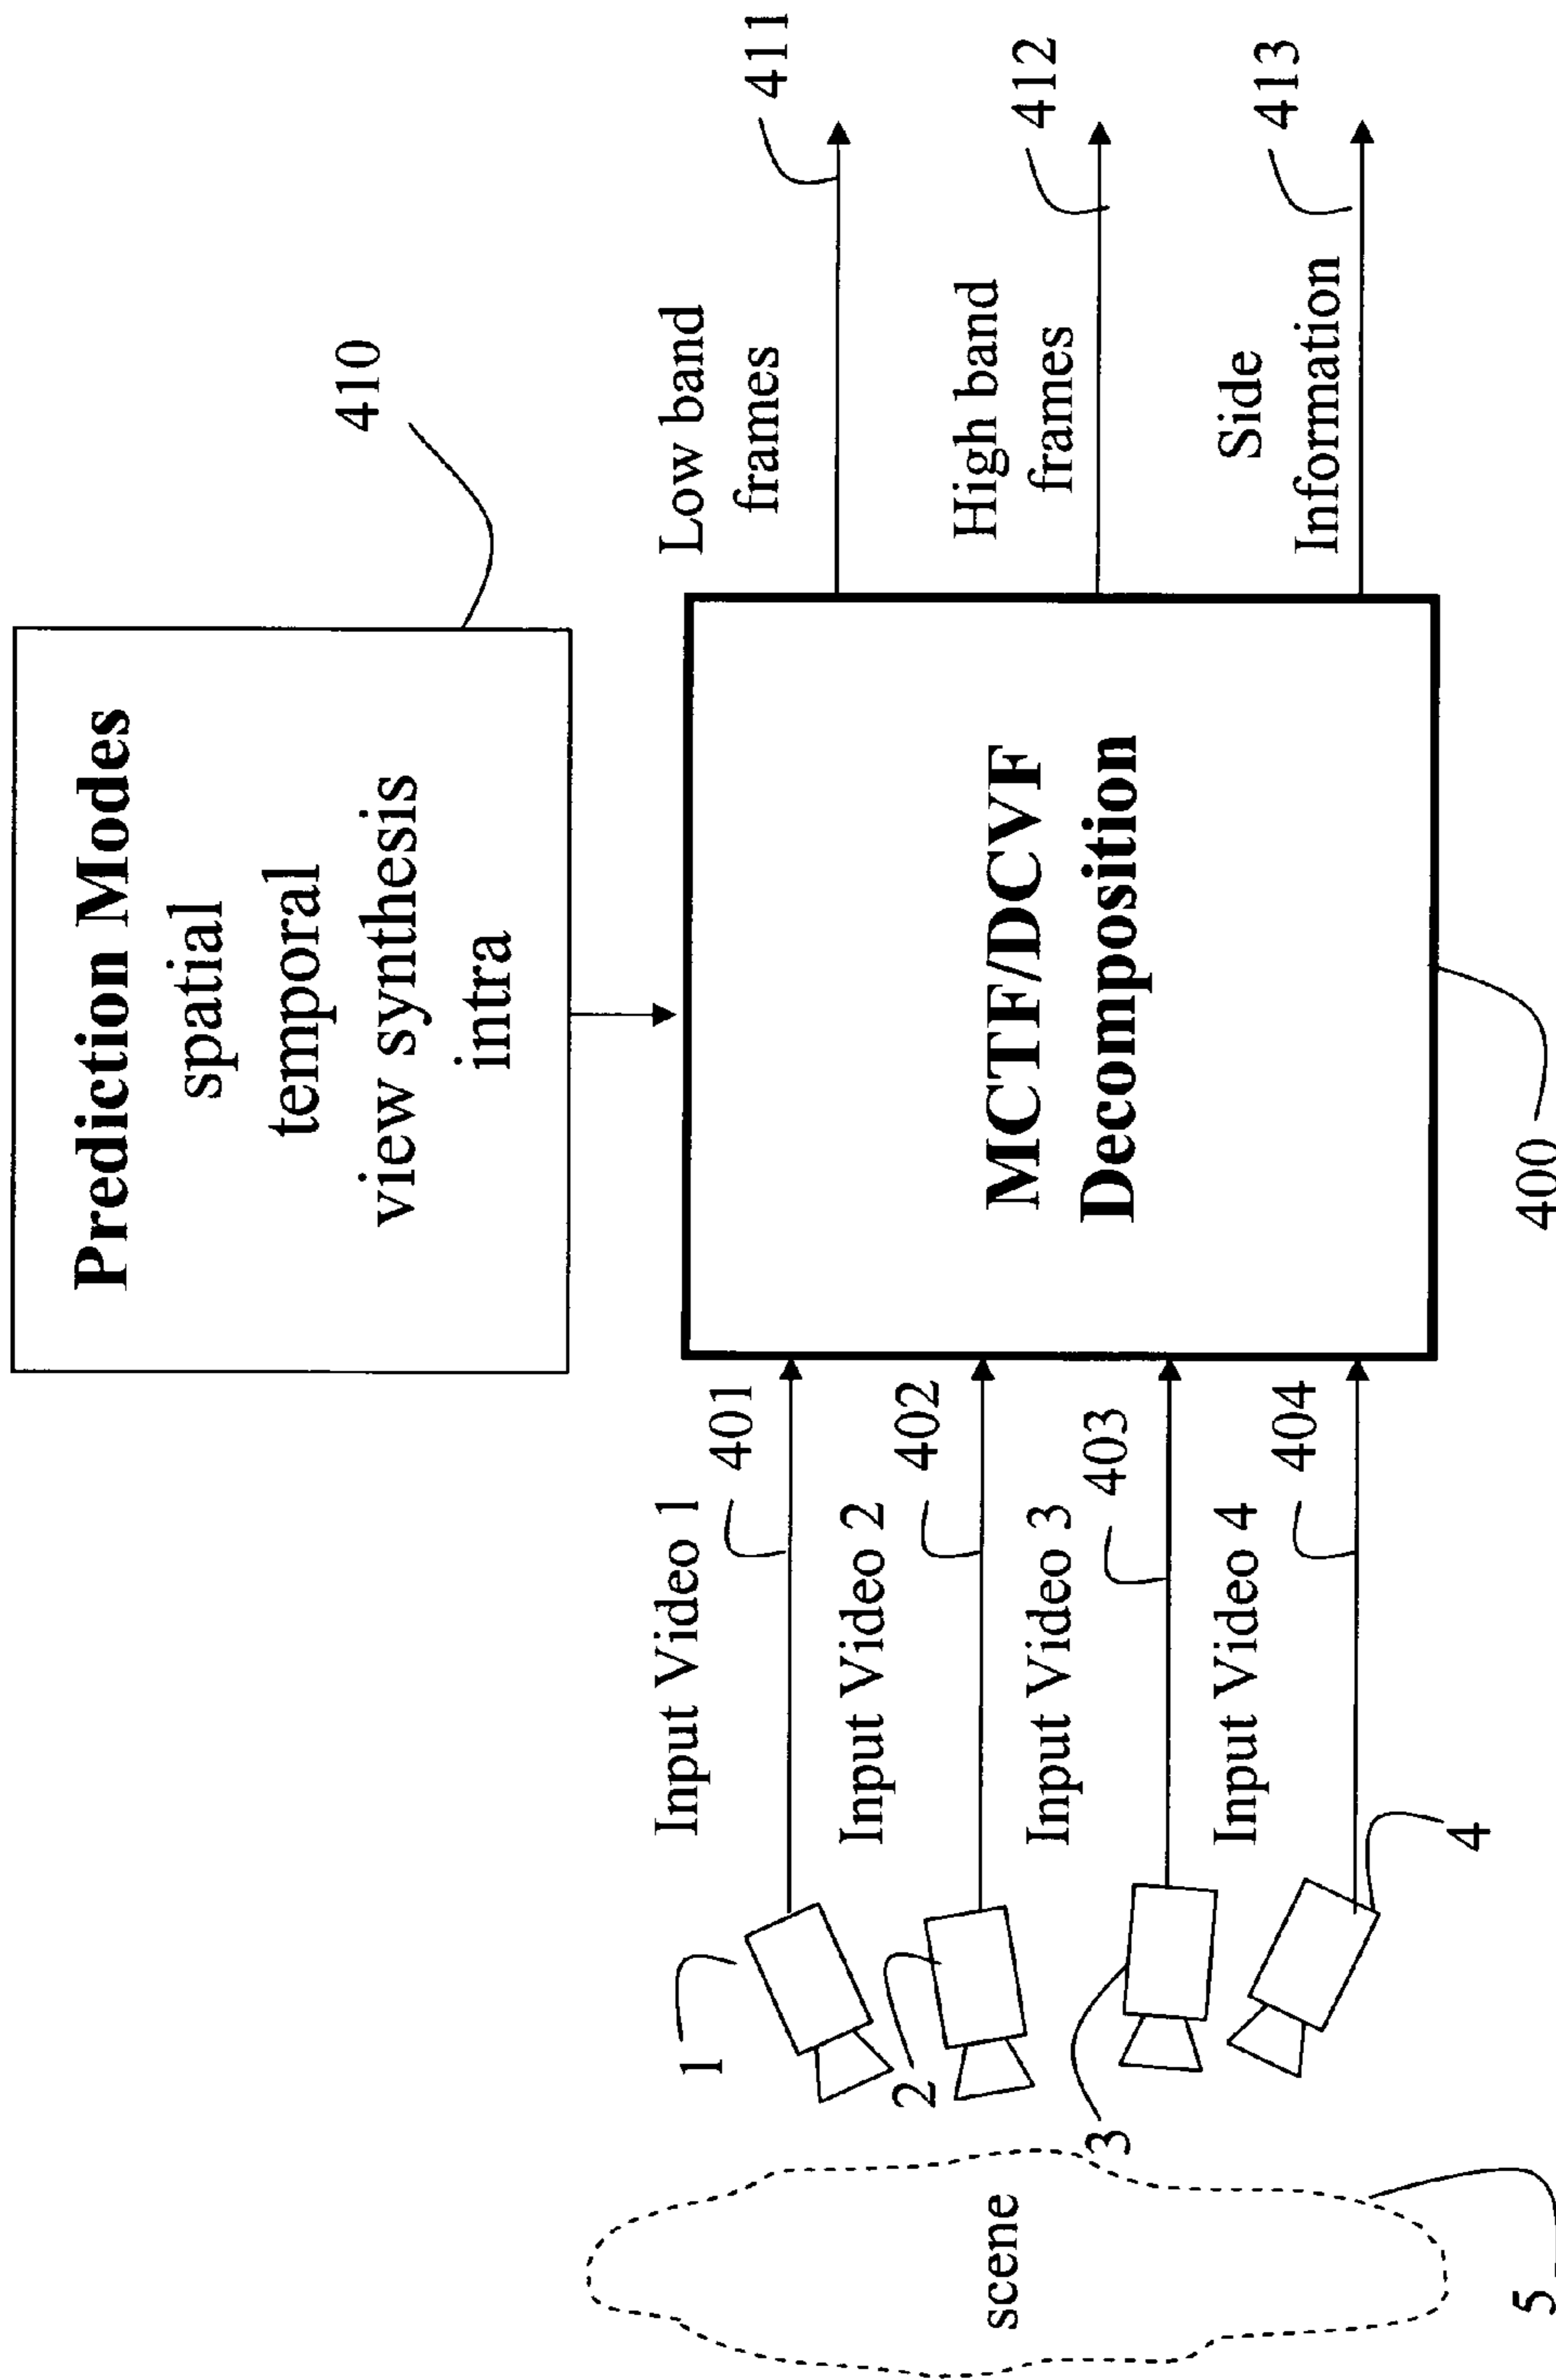 Prediction Modes
spatial
temporal
view synthesis
intra
410
Input Video 1
401
Input Video 2
402
Input Video 3
403
Input Video 4
404
1
2
3
4
scene
5
MCTF/DCVF
Decomposition
400
Low band
frames
411
High band
frames
412
Side
Information
413